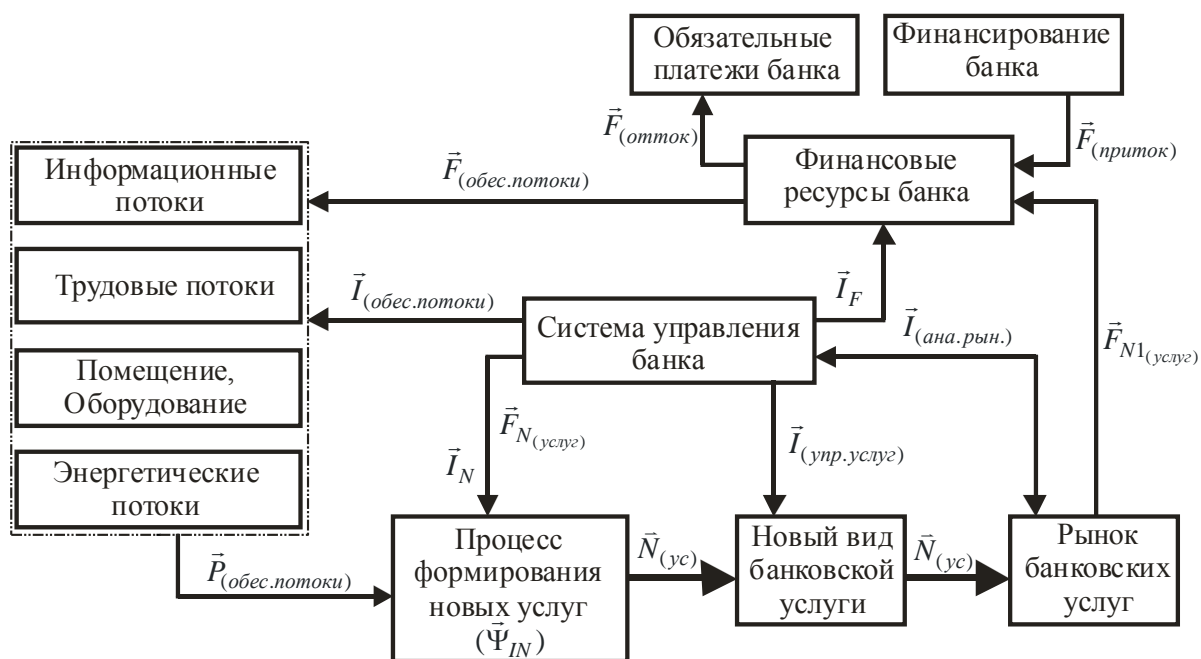 Обязательные
платежи банка
Финансирование
банка
F⃗(отток)
F⃗(приток)
Информационные
потоки
F⃗(обес.потоки)
Финансовые
ресурсы банка
Трудовые потоки
I⃗(обес.потоки)
I⃗F
Система управления
банка
I⃗(ана.рын.)
F⃗N1(услуг)
Помещение,
Оборудование
F⃗N(услуг)
I⃗N
I⃗(упр.услуг)
Энергетические
потоки
P⃗(обес.потоки)
Процесс
формирования
новых услуг
(Ψ⃗IN)
N⃗(ус)
Новый вид
банковской
услуги
N⃗(ус)
Рынок
банковских
услуг